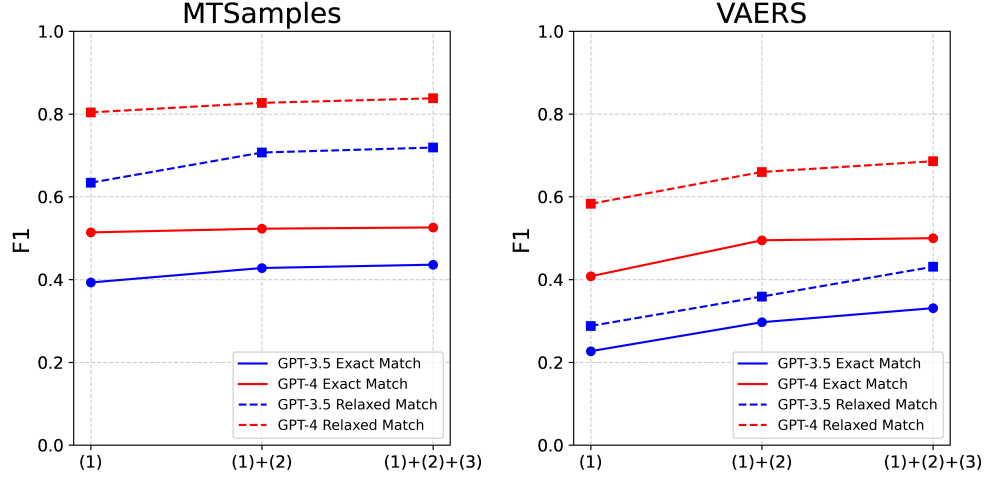 MTSamples
F1
1.0
0.8
0.6
0.4
0.2
0.0
(1)
(1)+(2)
(1)+(2)+(3)
GPT-3.5 Exact Match
GPT-4 Exact Match
GPT-3.5 Relaxed Match
GPT-4 Relaxed Match
VAERS
F1
1.0
0.8
0.6
0.4
0.2
0.0
(1)
(1)+(2)
(1)+(2)+(3)
GPT-3.5 Exact Match
GPT-4 Exact Match
GPT-3.5 Relaxed Match
GPT-4 Relaxed Match